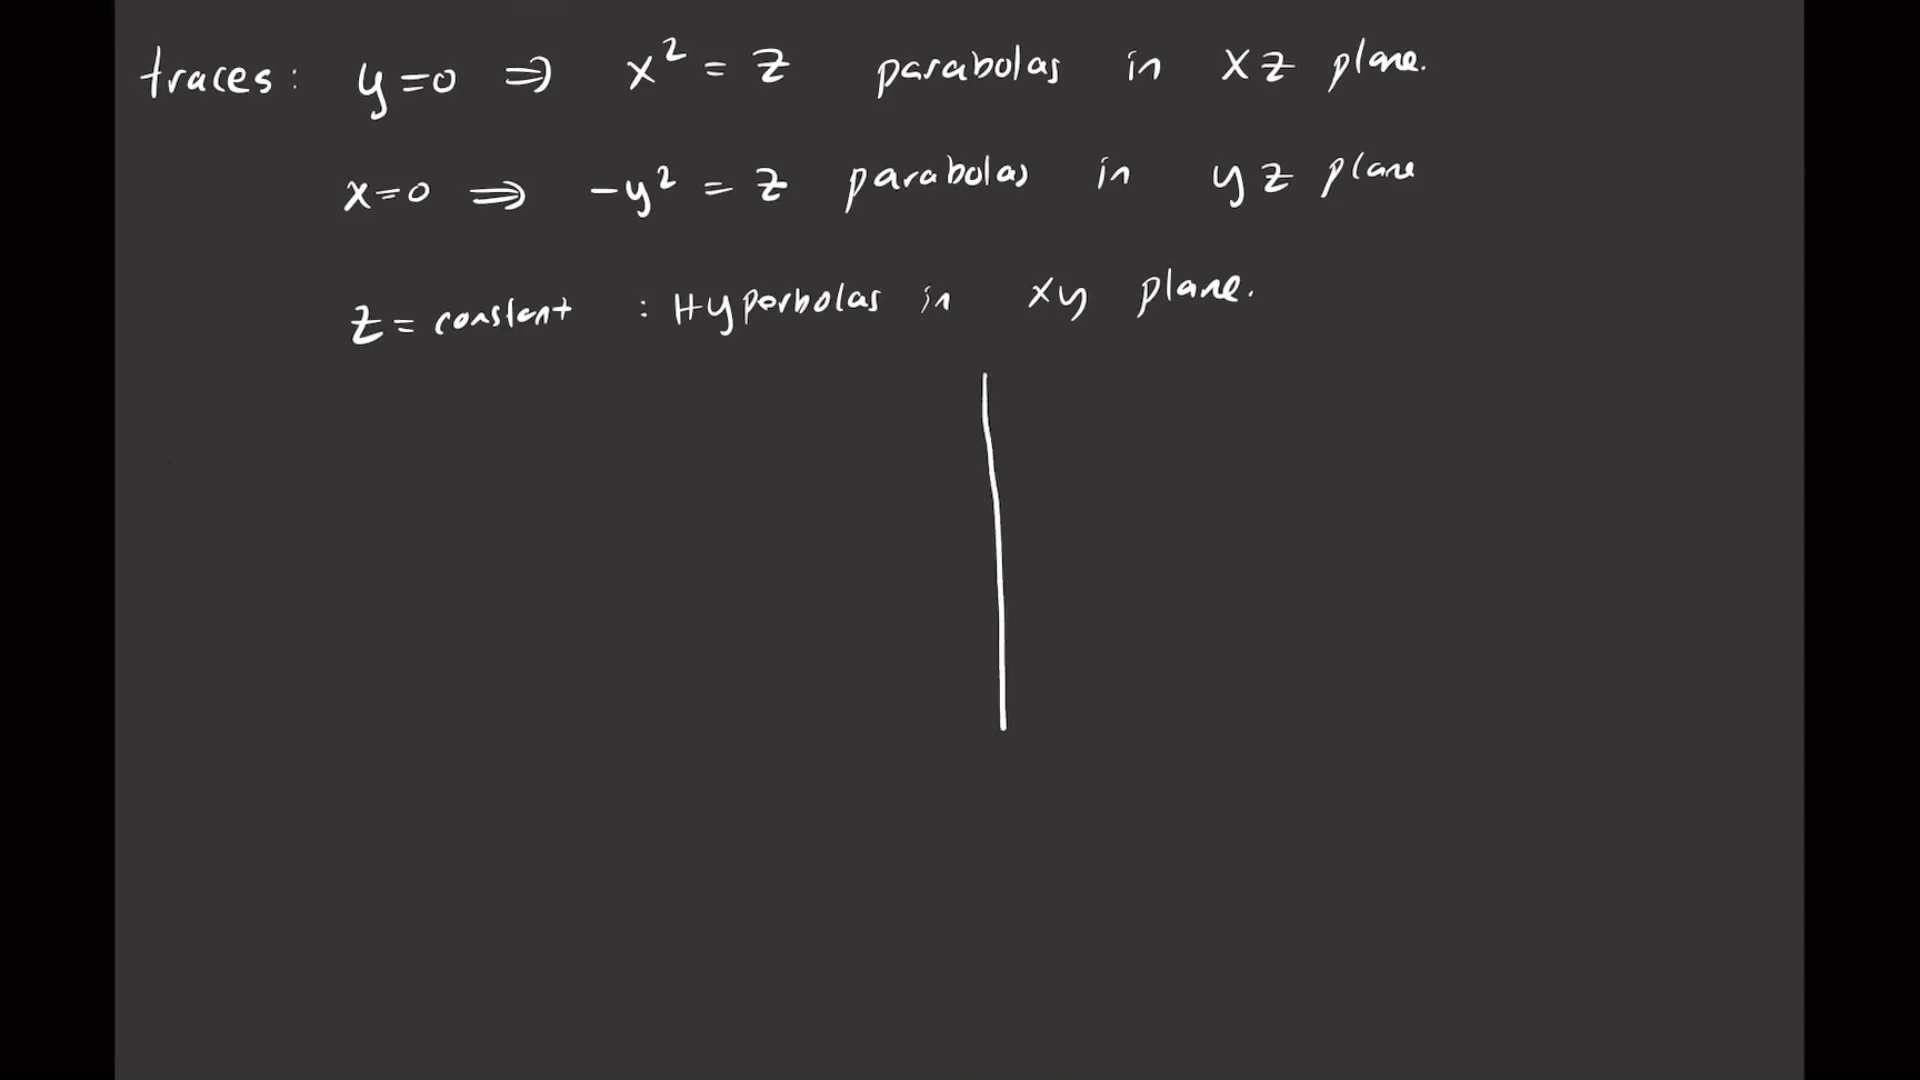 traces: y=0 ⇒ x² = z parabolas in xz plane.
x=0 ⇒ -y² = z parabolas in yz plane
z = constant : Hyperbolas in xy plane.